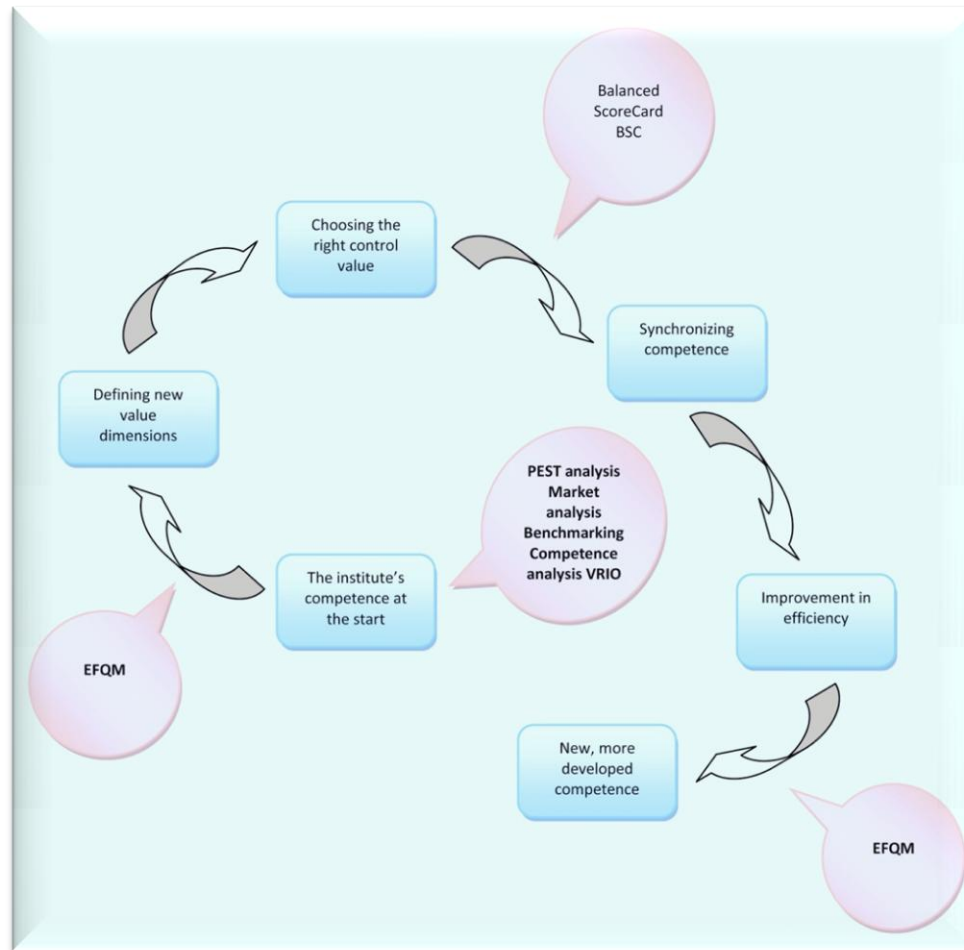 Balanced
ScoreCard
BSC
Choosing the
right control
value
Synchronizing
competence
Defining new
value
dimensions
PEST analysis
Market
analysis
Benchmarking
Competence
analysis VRIO
The institute’s
competence at
the start
Improvement in
efficiency
EFQM
New, more
developed
competence
EFQM